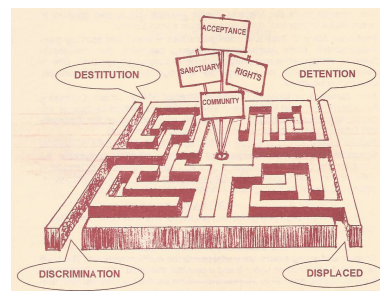 ACCEPTANCE
SANCTUARY
RIGHTS
DESTITUTION
DETENTION
COMMUNITY
DISCRIMINATION
DISPLACED